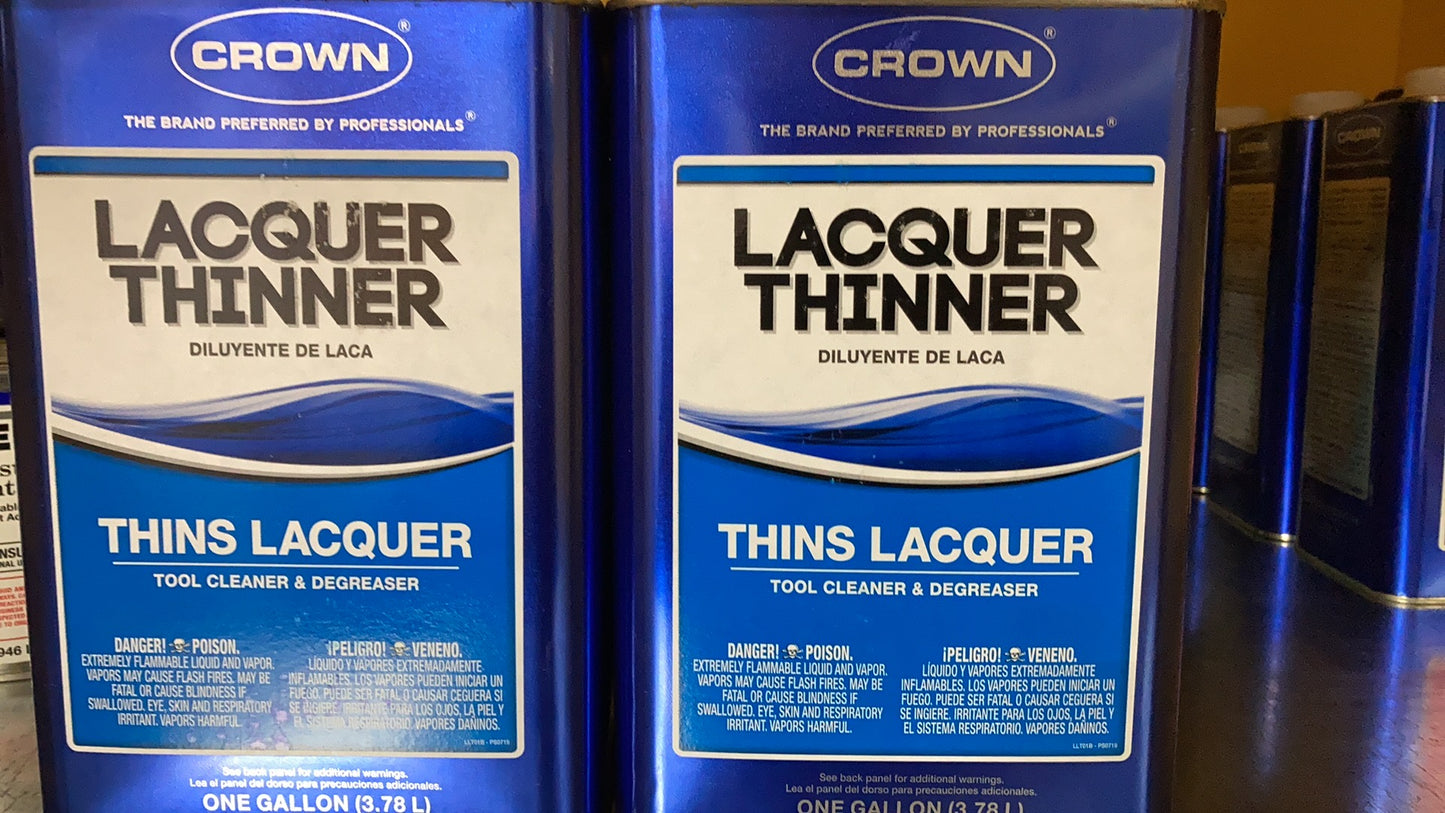 CROWN®
THE BRAND PREFERRED BY PROFESSIONALS®
LACQUER
THINNER
DILUYENTE DE LACA
THINS LACQUER
TOOL CLEANER & DEGREASER
DANGER! POISON.
EXTREMELY FLAMMABLE LIQUID AND VAPOR.
VAPORS MAY CAUSE FLASH FIRES. MAY BE
FATAL OR CAUSE BLINDNESS IF
SWALLOWED. EYE, SKIN AND RESPIRATORY
IRRITANT. VAPORS HARMFUL.
¡PELIGRO! VENENO.
LÍQUIDO Y VAPORES EXTREMADAMENTE
INFLAMABLES. LOS VAPORES PUEDEN INICIAR UN
FUEGO. PUEDE SER FATAL O CAUSAR CEGUERA SI
SE INGIERE. IRRITANTE PARA LOS OJOS, LA PIEL Y
EL SISTEMA RESPIRATORIO. VAPORES DAÑINOS.
LLT01B - PS0719
See back panel for additional warnings.
Lea el panel del dorso para precauciones adicionales.
ONE GALLON (3.78 L)
CROWN®
THE BRAND PREFERRED BY PROFESSIONALS®
LACQUER
THINNER
DILUYENTE DE LACA
THINS LACQUER
TOOL CLEANER & DEGREASER
DANGER! POISON.
EXTREMELY FLAMMABLE LIQUID AND VAPOR.
VAPORS MAY CAUSE FLASH FIRES. MAY BE
FATAL OR CAUSE BLINDNESS IF
SWALLOWED. EYE, SKIN AND RESPIRATORY
IRRITANT. VAPORS HARMFUL.
¡PELIGRO! VENENO.
LÍQUIDO Y VAPORES EXTREMADAMENTE
INFLAMABLES. LOS VAPORES PUEDEN INICIAR UN
FUEGO. PUEDE SER FATAL O CAUSAR CEGUERA SI
SE INGIERE. IRRITANTE PARA LOS OJOS, LA PIEL Y
EL SISTEMA RESPIRATORIO. VAPORES DAÑINOS.
LLT01B - PS0719
See back panel for additional warnings.
Lea el panel del dorso para precauciones adicionales.
ONE GALLON (3.78 L)
CROWN
CROWN